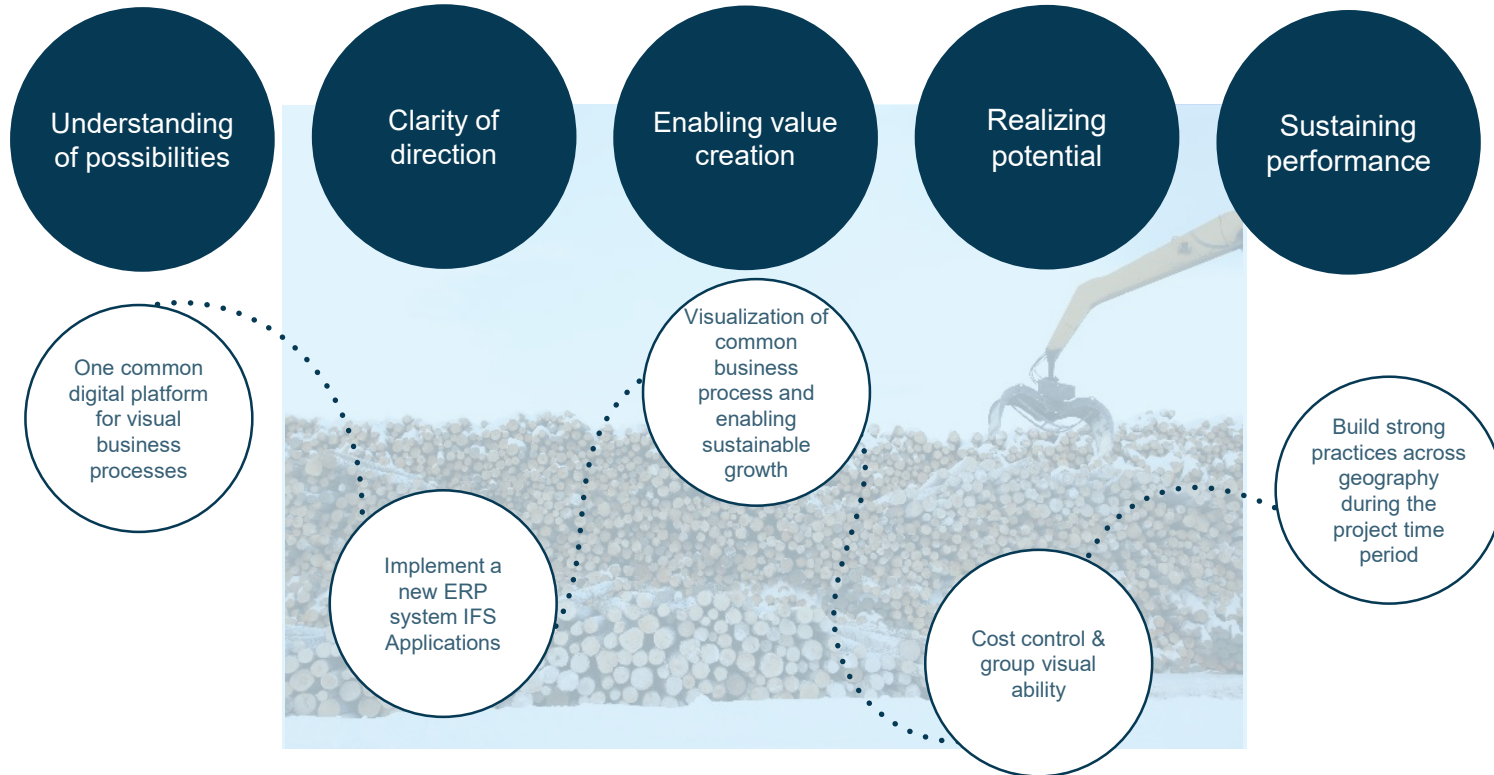 Understanding
of possibilities
Clarity of
direction
Enabling value
creation
Realizing
potential
Sustaining
performance
One common
digital platform
for visual
business
processes
Implement a
new ERP
system IFS
Applications
Visualization of
common
business
process and
enabling
sustainable
growth
Cost control &
group visual
ability
Build strong
practices across
geography
during the
project time
period